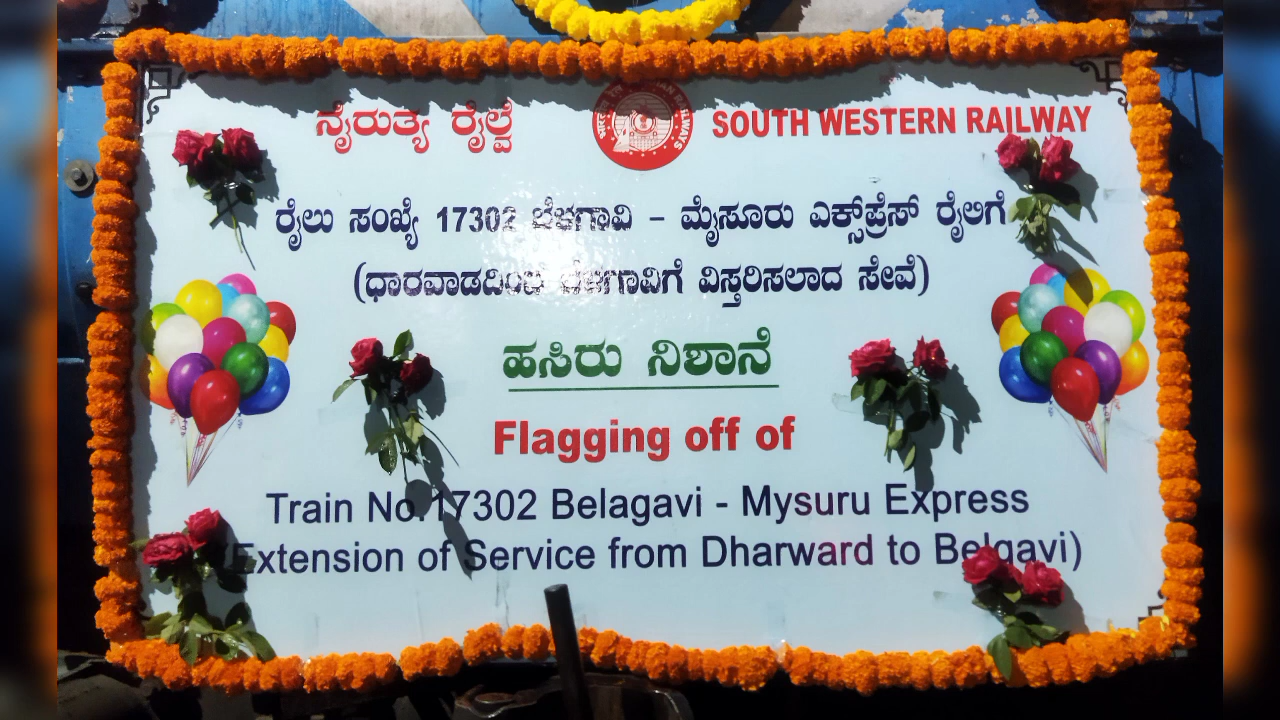 ನೈರುತ್ಯ ರೈಲ್ವೆ SOUTH WESTERN RAILWAY
ರೈಲು ಸಂಖ್ಯೆ 17302 ಬೆಳಗಾವಿ - ಮೈಸೂರು ಎಕ್ಸ್‌ಪ್ರೆಸ್ ರೈಲಿಗೆ
(ಧಾರವಾಡದಿಂದ ಬೆಳಗಾವಿಗೆ ವಿಸ್ತರಿಸಲಾದ ಸೇವೆ)
ಹಸಿರು ನಿಶಾನೆ
Flagging off of
Train No.17302 Belagavi - Mysuru Express
(Extension of Service from Dharward to Belgavi)